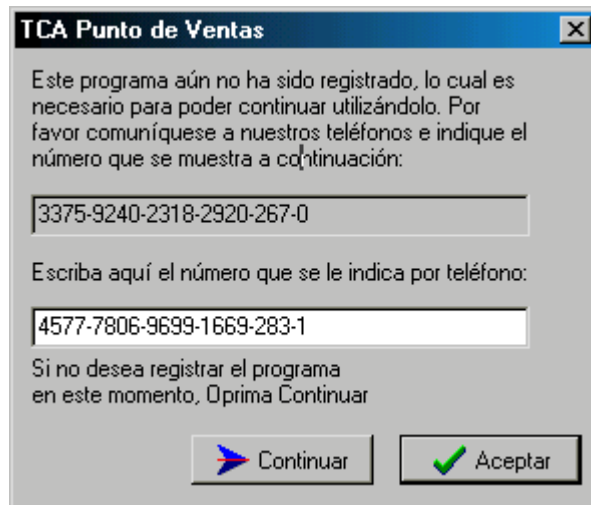 TCA Punto de Ventas
Este programa aún no ha sido registrado, lo cual es
necesario para poder continuar utilizándolo. Por
favor comuníquese a nuestros teléfonos e indique el
número que se muestra a continuación:
3375-9240-2318-2920-267-0
Escriba aquí el número que se le indica por teléfono:
4577-7806-9699-1669-283-1
Si no desea registrar el programa
en este momento, Oprima Continuar
Continuar Aceptar